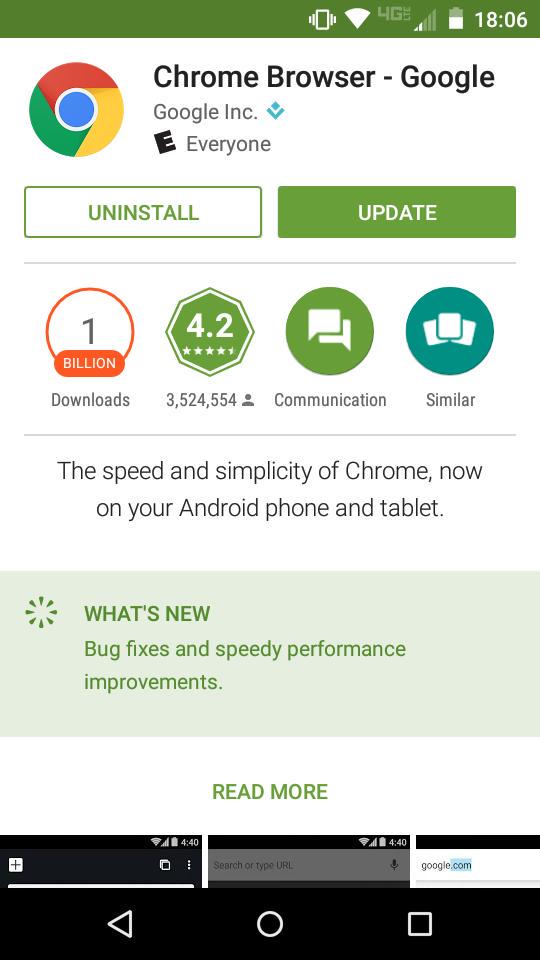 4G LTE 18:06
Chrome Browser - Google
Google Inc.
E Everyone
UNINSTALL UPDATE
1 BILLION Downloads
4.2 3,524,554
Communication
Similar
The speed and simplicity of Chrome, now
on your Android phone and tablet.
WHAT'S NEW
Bug fixes and speedy performance
improvements.
READ MORE
4:40 4:40
Search or type URL google.com